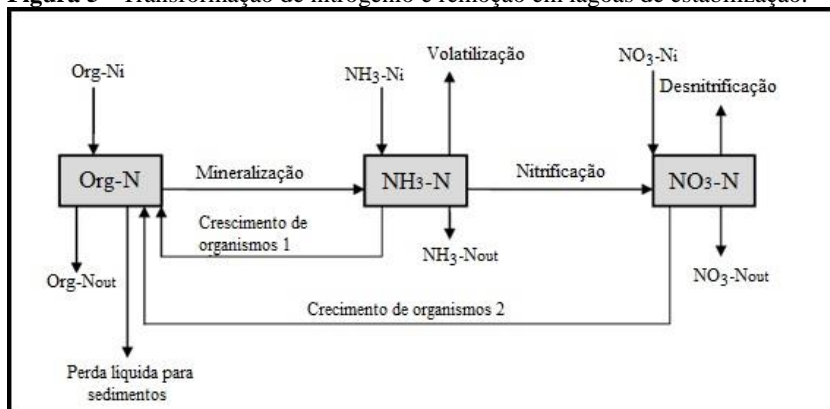 Figura 3 – Transformação de nitrogênio e remoção em lagoas de estabilização.
Org-Ni
NH3-Ni
Volatilização
NO3-Ni
Desnitrificação
Org-N
Mineralização
NH3-N
Nitrificação
NO3-N
Crescimento de
organismos 1
Org-Nout
NH3-Nout
NO3-Nout
Crecimento de organismos 2
Perda liquida para
sedimentos